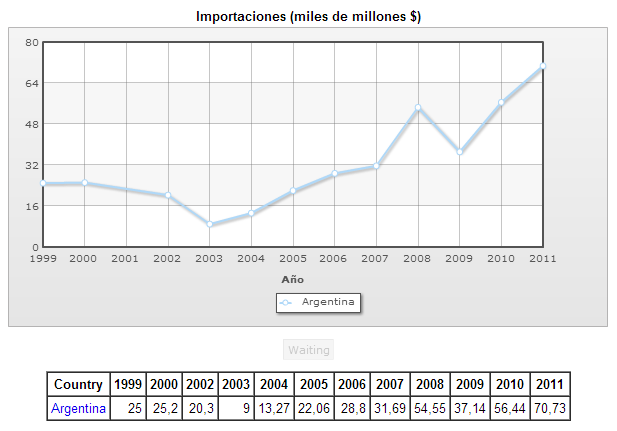 Importaciones (miles de millones $)
80
64
48
32
16
0
1999 2000 2001 2002 2003 2004 2005 2006 2007 2008 2009 2010 2011
Año
Argentina
Waiting
Country 1999 2000 2002 2003 2004 2005 2006 2007 2008 2009 2010 2011
Argentina 25 25,2 20,3 9 13,27 22,06 28,8 31,69 54,55 37,14 56,44 70,73